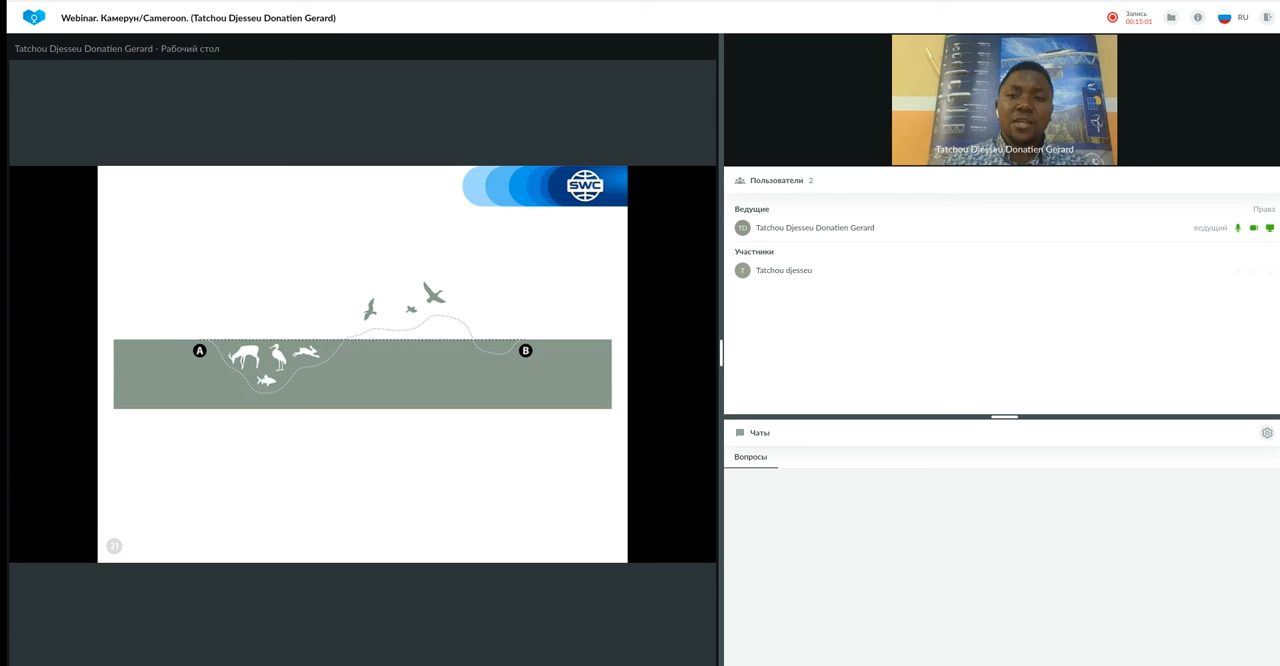 Webinar. Камерун/Cameroon. (Tatchou Djesseu Donatien Gerard)
Запись
00:15:01
RU
Tatchou Djesseu Donatien Gerard - Рабочий стол
SWC
A
B
21
Tatchou Djesseu Donatien Gerard
Пользователи 2
Ведущие Права
TD Tatchou Djesseu Donatien Gerard ведущий
Участники
T Tatchou djesseu
Чаты
Вопросы